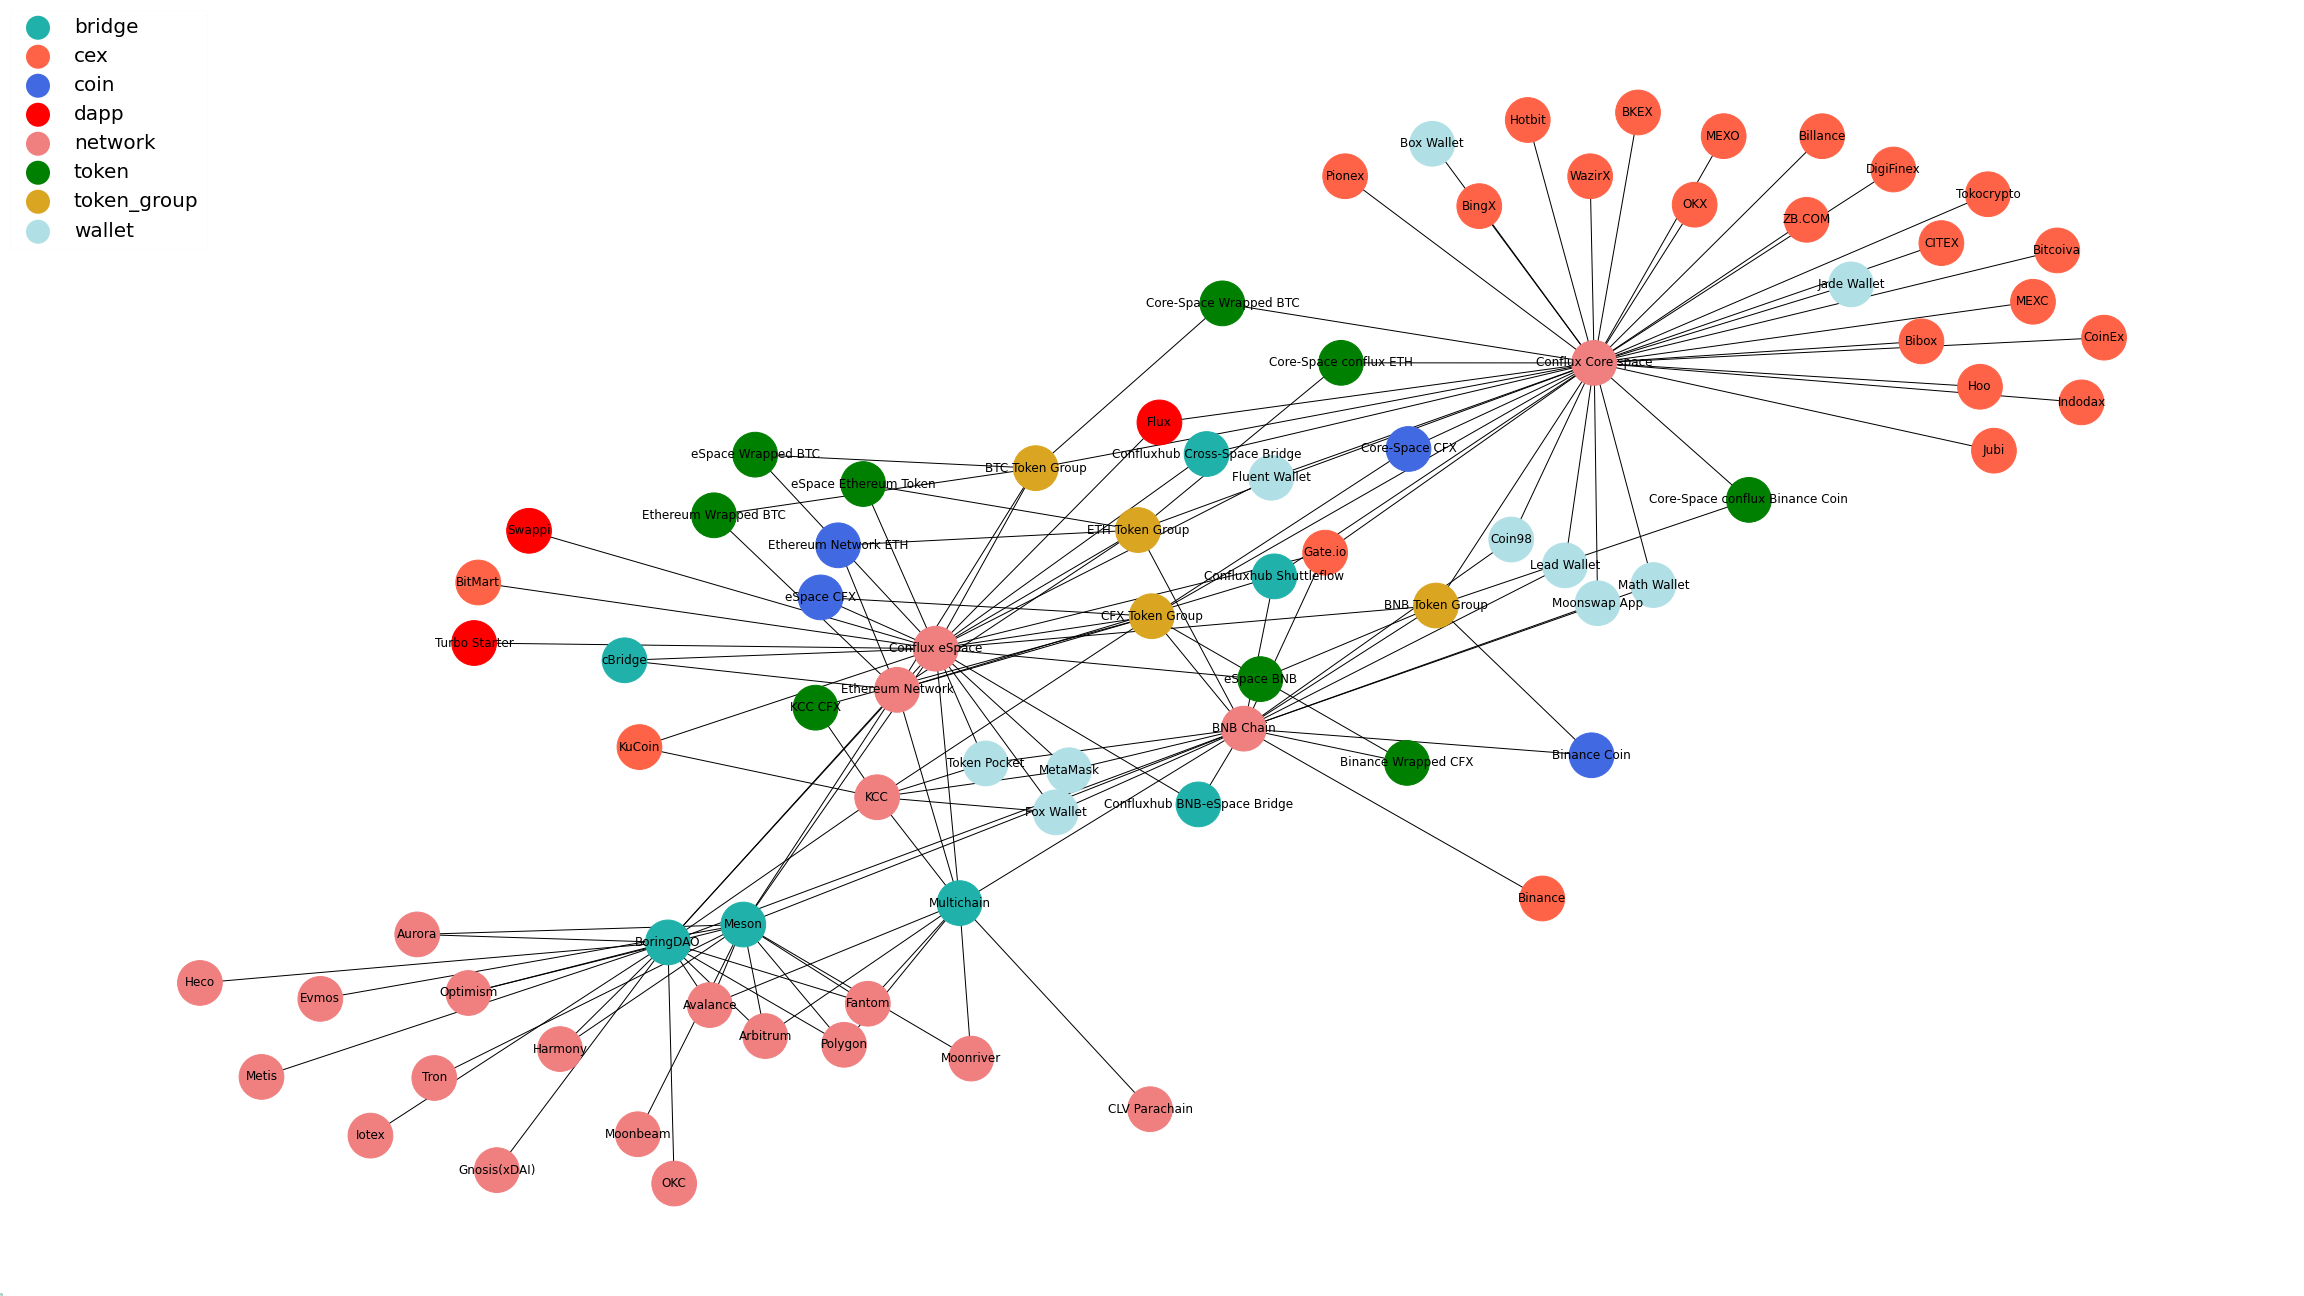 bridge
cex
coin
dapp
network
token
token_group
wallet
BKEX
Hotbit
MEXO
Billance
Box Wallet
DigiFinex
Pionex
WazirX
Tokocrypto
BingX
OKX
ZB.COM
CITEX
Bitcoiva
Jade Wallet
MEXC
Core-Space Wrapped BTC
CoinEx
Bibox
Core-Space conflux ETH
Conflux Core space
Hoo
Indodax
Flux
Jubi
Core-Space CFX
eSpace Wrapped BTC
Confluxhub Cross-Space Bridge
BTC Token Group
Fluent Wallet
eSpace Ethereum Token
Core-Space conflux Binance Coin
Ethereum Wrapped BTC
Swappi
ETH Token Group
Coin98
Ethereum Network ETH
Gate.io
Lead Wallet
Confluxhub Shuttleflow
BitMart
Math Wallet
eSpace CFX
Moonswap App
BNB Token Group
CFX Token Group
Turbo Starter
Conflux eSpace
cBridge
eSpace BNB
Ethereum Network
KCC CFX
BNB Chain
KuCoin
Binance Coin
Token Pocket
Binance Wrapped CFX
MetaMask
KCC
Confluxhub BNB-eSpace Bridge
Fox Wallet
Binance
Multichain
Meson
Aurora
BoringDAO
Heco
Optimism
Evmos
Avalance
Fantom
Arbitrum
Polygon
Harmony
Moonriver
Metis
Tron
CLV Parachain
Iotex
Moonbeam
Gnosis(xDAI)
OKC